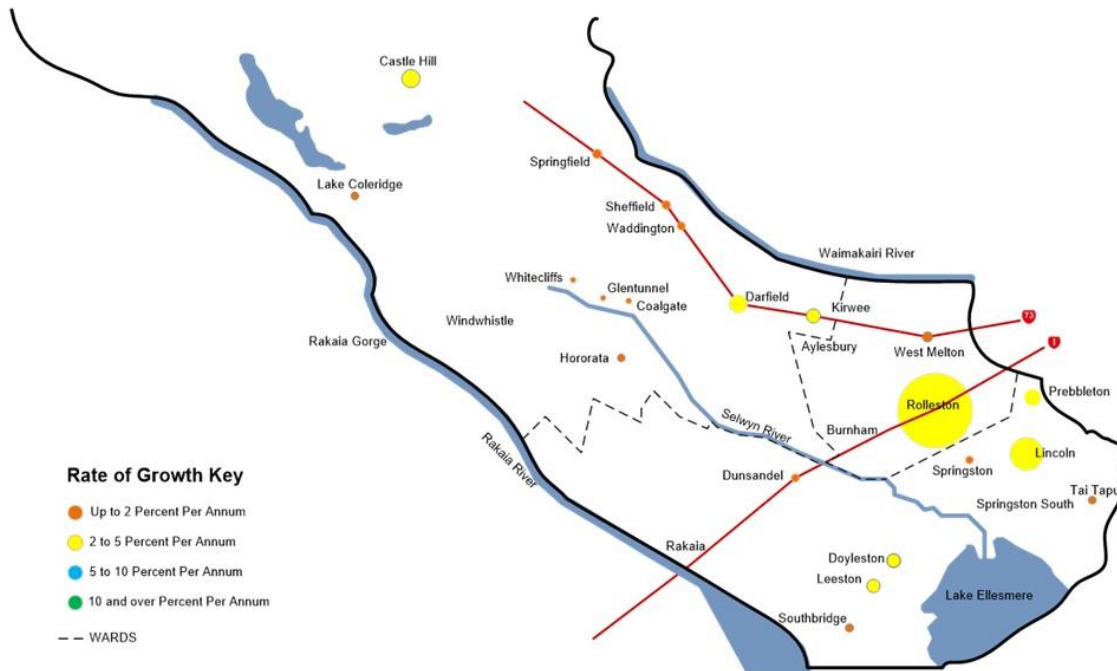 Castle Hill
Lake Coleridge
Springfield
Sheffield
Waddington
Waimakairi River
Whitecliffs
Glentunnel
Coalgate
Darfield
Kirwee
Windwhistle
Rakaia Gorge
Hororata
Aylesbury
West Melton
73
1
Prebbleton
Rolleston
Selwyn River
Burnham
Lincoln
Rakaia River
Dunsandel
Springston
Tai Tapu
Springston South
Rakaia
Doyleston
Leeston
Lake Ellesmere
Southbridge
Rate of Growth Key
Up to 2 Percent Per Annum
2 to 5 Percent Per Annum
5 to 10 Percent Per Annum
10 and over Percent Per Annum
WARDS